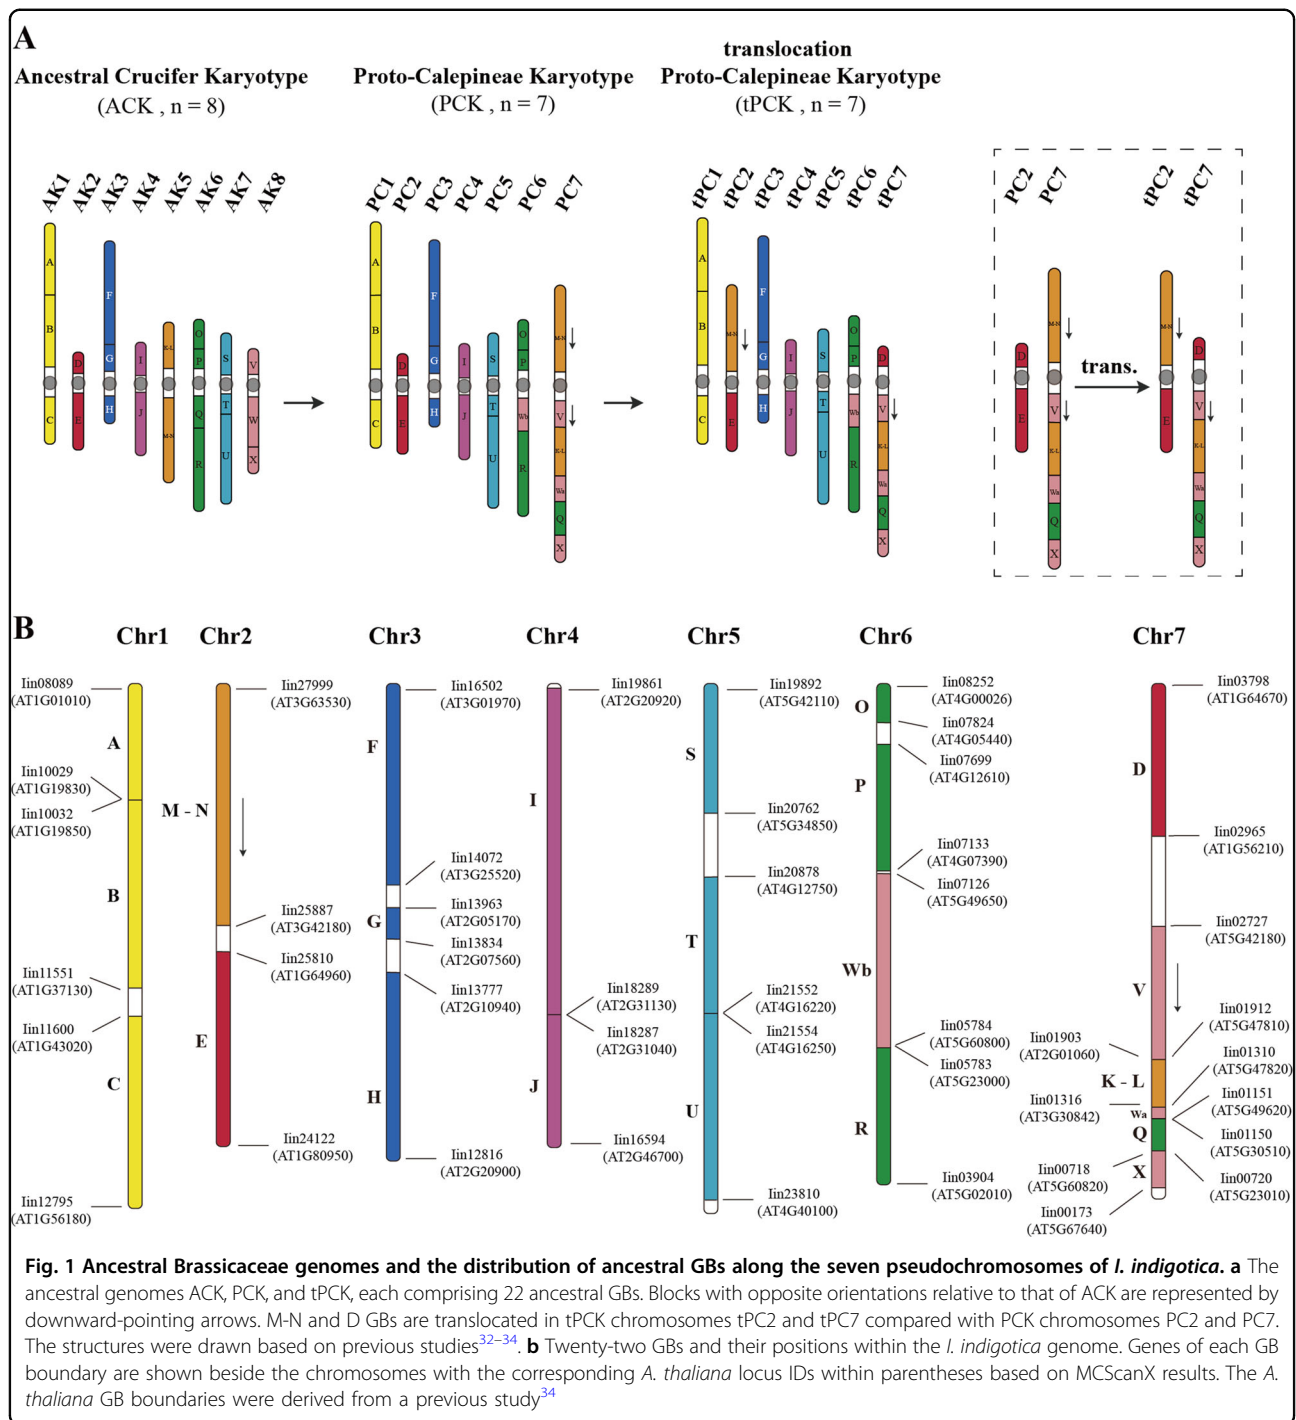 A
Ancestral Crucifer Karyotype
(ACK , n = 8)
Proto-Calepineae Karyotype
(PCK , n = 7)
translocation
Proto-Calepineae Karyotype
(tPCK , n = 7)
AK1 AK2 AK3 AK4 AK5 AK6 AK7 AK8
A B C
D E
F G H
I J
K-L M-N
O P Q R
S T U
V W X
PC1 PC2 PC3 PC4 PC5 PC6 PC7
A B C
D E
F G H
I J
S T U
O P Wb R
M-N V K-L Wa Q X
tPC1 tPC2 tPC3 tPC4 tPC5 tPC6 tPC7
A B C
M-N E
F G H
I J
S T U
O P Wb R
D V K-L Wa Q X
PC2 PC7
D E
M-N V K-L Wa Q X
trans.
tPC2 tPC7
M-N E
D V K-L Wa Q X
B
Chr1
Iin08089
(AT1G01010)
A
Iin10029
(AT1G19830)
Iin10032
(AT1G19850)
B
Iin11551
(AT1G37130)
Iin11600
(AT1G43020)
C
Iin12795
(AT1G56180)
Chr2
Iin27999
(AT3G63530)
M - N
Iin25887
(AT3G42180)
Iin25810
(AT1G64960)
E
Iin24122
(AT1G80950)
Chr3
Iin16502
(AT3G01970)
F
Iin14072
(AT3G25520)
Iin13963
(AT2G05170)
G
Iin13834
(AT2G07560)
Iin13777
(AT2G10940)
H
Iin12816
(AT2G20900)
Chr4
Iin19861
(AT2G20920)
I
Iin18289
(AT2G31130)
Iin18287
(AT2G31040)
J
Iin16594
(AT2G46700)
Chr5
Iin19892
(AT5G42110)
S
Iin20762
(AT5G34850)
Iin20878
(AT4G12750)
T
Iin21552
(AT4G16220)
Iin21554
(AT4G16250)
U
Iin23810
(AT4G40100)
Chr6
Iin08252
(AT4G00026)
O
Iin07824
(AT4G05440)
Iin07699
(AT4G12610)
P
Iin07133
(AT4G07390)
Iin07126
(AT5G49650)
Wb
Iin05784
(AT5G60800)
Iin05783
(AT5G23000)
R
Iin03904
(AT5G02010)
Chr7
Iin03798
(AT1G64670)
D
Iin02965
(AT1G56210)
Iin02727
(AT5G42180)
V
Iin01912
(AT5G47810)
Iin01903
(AT2G01060)
K - L
Iin01310
(AT5G47820)
Iin01316
(AT3G30842)
Wa
Iin01151
(AT5G49620)
Q
Iin01150
(AT5G30510)
Iin00718
(AT5G60820)
X
Iin00720
(AT5G23010)
Iin00173
(AT5G67640)
Fig. 1 Ancestral Brassicaceae genomes and the distribution of ancestral GBs along the seven pseudochromosomes of I. indigotica. a The
ancestral genomes ACK, PCK, and tPCK, each comprising 22 ancestral GBs. Blocks with opposite orientations relative to that of ACK are represented by
downward-pointing arrows. M-N and D GBs are translocated in tPCK chromosomes tPC2 and tPC7 compared with PCK chromosomes PC2 and PC7.
The structures were drawn based on previous studies32–34. b Twenty-two GBs and their positions within the I. indigotica genome. Genes of each GB
boundary are shown beside the chromosomes with the corresponding A. thaliana locus IDs within parentheses based on MCScanX results. The A.
thaliana GB boundaries were derived from a previous study34